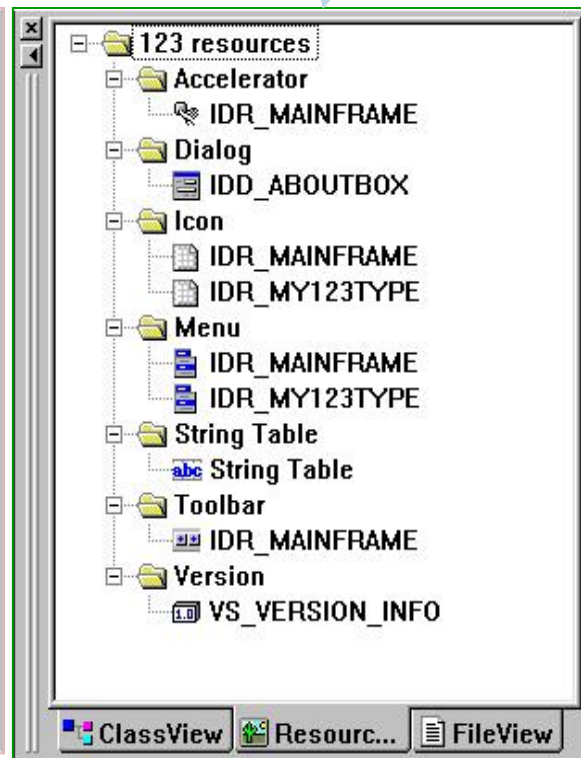 123 resources
Accelerator
IDR_MAINFRAME
Dialog
IDD_ABOUTBOX
Icon
IDR_MAINFRAME
IDR_MY123TYPE
Menu
IDR_MAINFRAME
IDR_MY123TYPE
String Table
abc String Table
Toolbar
IDR_MAINFRAME
Version
1.0 VS_VERSION_INFO
ClassView Resourc... FileView